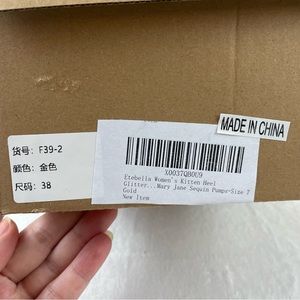 MADE IN CHINA
货号: F39-2
颜色: 金色
尺码: 38
X0037QB0U9
Etebella Women's Kitten Heel
Glitter...Mary Jane Sequin Pumps-Size 7
Gold
New Item